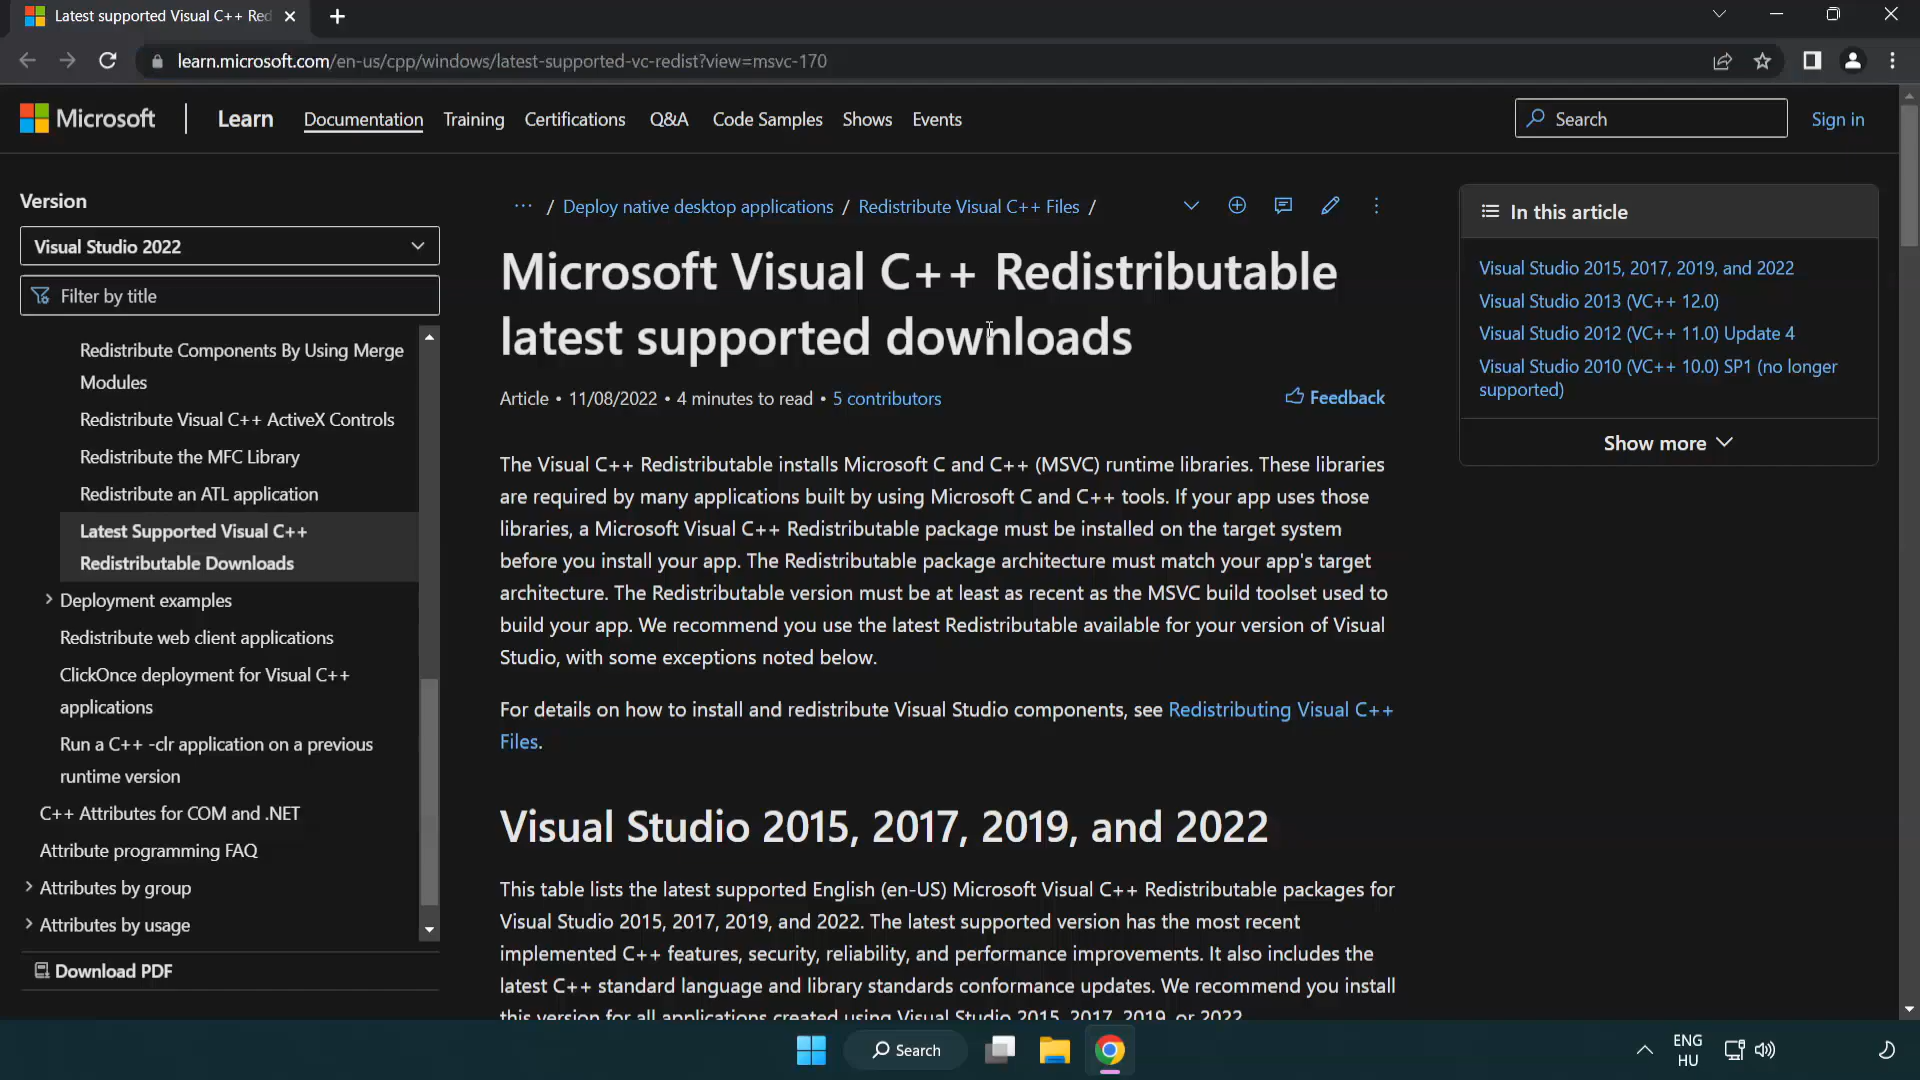 Latest supported Visual C++ Red
learn.microsoft.com/en-us/cpp/windows/latest-supported-vc-redist?view=msvc-170
Microsoft
Learn
Documentation
Training
Certifications
Q&A
Code Samples
Shows
Events
Search
Sign in
Version
Visual Studio 2022
Filter by title
Redistribute Components By Using Merge
Modules
Redistribute Visual C++ ActiveX Controls
Redistribute the MFC Library
Redistribute an ATL application
Latest Supported Visual C++
Redistributable Downloads
Deployment examples
Redistribute web client applications
ClickOnce deployment for Visual C++
applications
Run a C++ -clr application on a previous
runtime version
C++ Attributes for COM and .NET
Attribute programming FAQ
Attributes by group
Attributes by usage
Download PDF
··· / Deploy native desktop applications / Redistribute Visual C++ Files /
Microsoft Visual C++ Redistributable
latest supported downloads
Article • 11/08/2022 • 4 minutes to read • 5 contributors
Feedback
The Visual C++ Redistributable installs Microsoft C and C++ (MSVC) runtime libraries. These libraries
are required by many applications built by using Microsoft C and C++ tools. If your app uses those
libraries, a Microsoft Visual C++ Redistributable package must be installed on the target system
before you install your app. The Redistributable package architecture must match your app's target
architecture. The Redistributable version must be at least as recent as the MSVC build toolset used to
build your app. We recommend you use the latest Redistributable available for your version of Visual
Studio, with some exceptions noted below.
For details on how to install and redistribute Visual Studio components, see Redistributing Visual C++
Files.
Visual Studio 2015, 2017, 2019, and 2022
This table lists the latest supported English (en-US) Microsoft Visual C++ Redistributable packages for
Visual Studio 2015, 2017, 2019, and 2022. The latest supported version has the most recent
implemented C++ features, security, reliability, and performance improvements. It also includes the
latest C++ standard language and library standards conformance updates. We recommend you install
this version for all applications created using Visual Studio 2015, 2017, 2019, or 2022.
In this article
Visual Studio 2015, 2017, 2019, and 2022
Visual Studio 2013 (VC++ 12.0)
Visual Studio 2012 (VC++ 11.0) Update 4
Visual Studio 2010 (VC++ 10.0) SP1 (no longer
supported)
Show more
Search
ENG
HU